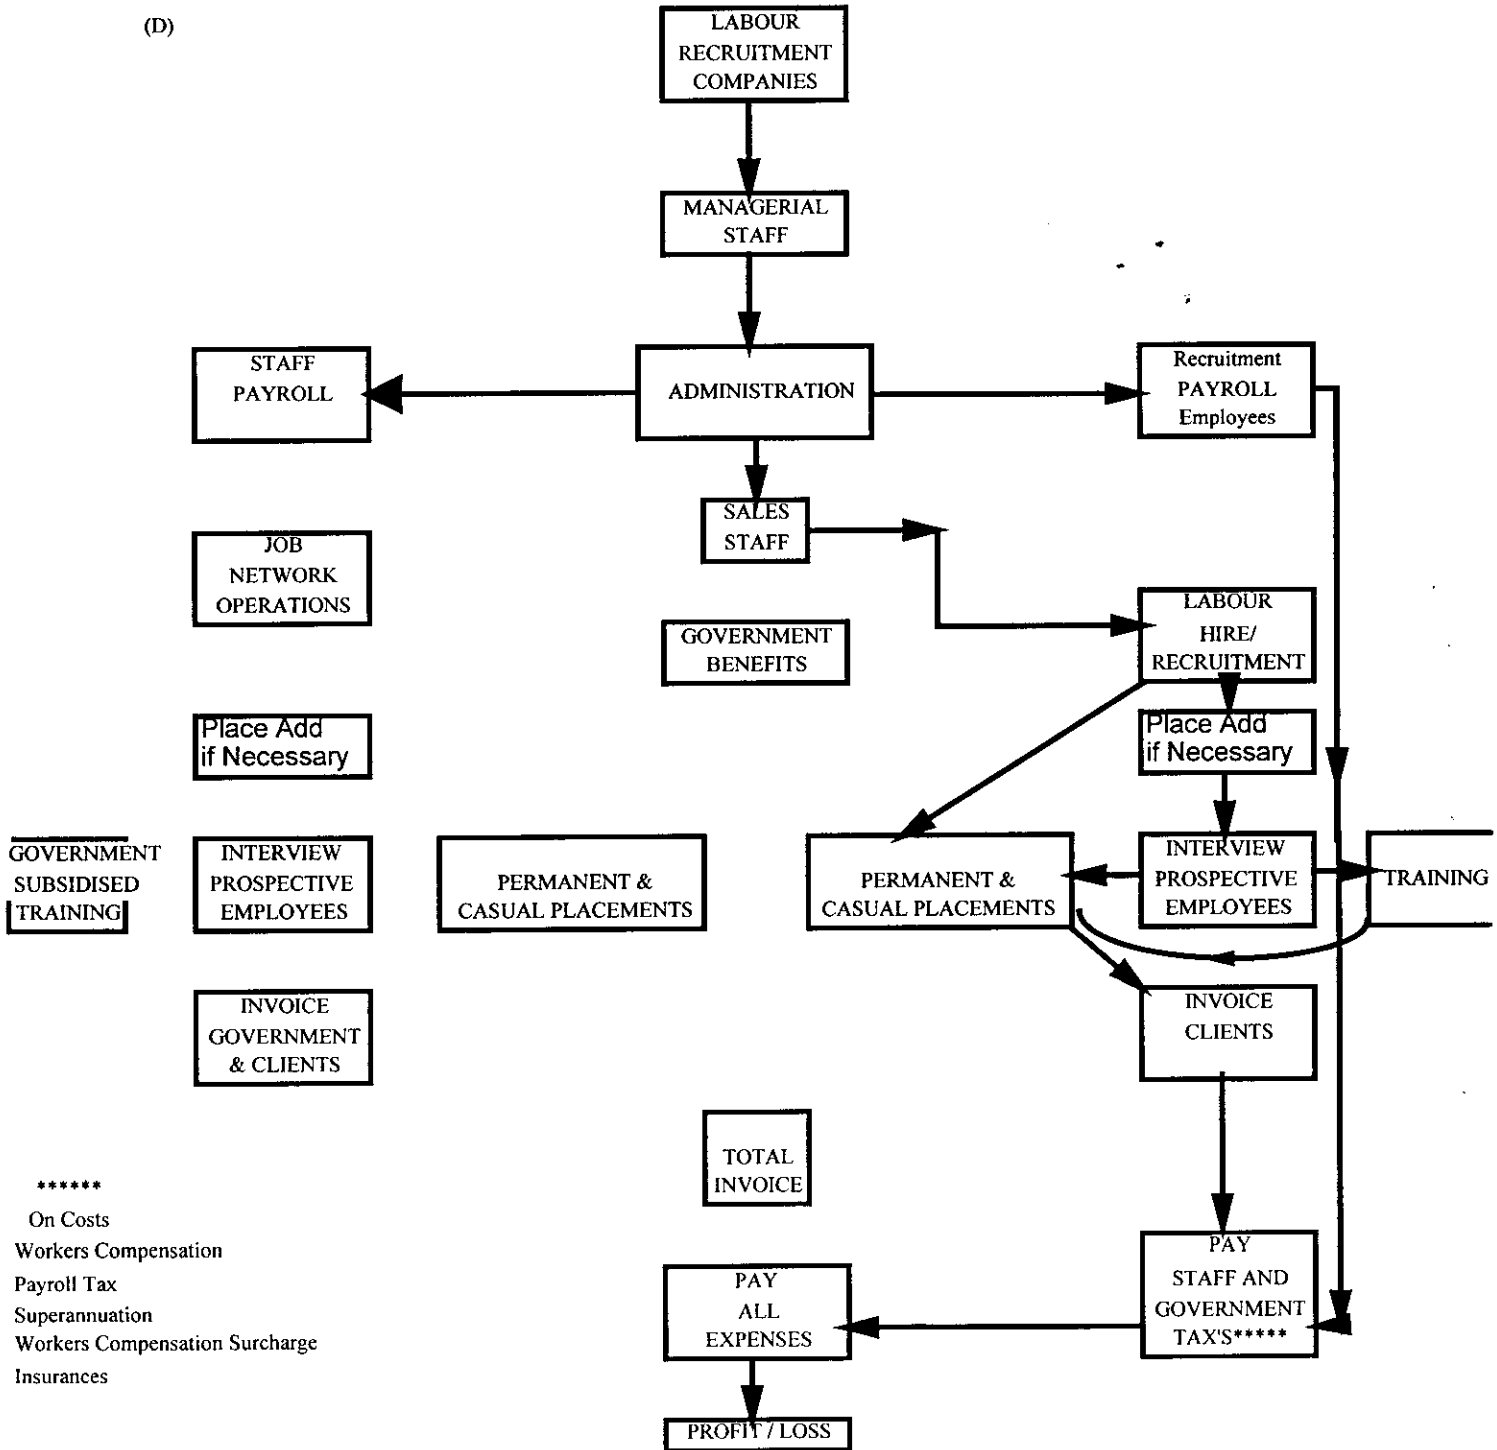 (D)
LABOUR
RECRUITMENT
COMPANIES
MANAGERIAL
STAFF
STAFF
PAYROLL
ADMINISTRATION
Recruitment
PAYROLL
Employees
SALES
STAFF
JOB
NETWORK
OPERATIONS
GOVERNMENT
BENEFITS
LABOUR
HIRE/
RECRUITMENT
Place Add
if Necessary
Place Add
if Necessary
GOVERNMENT
SUBSIDISED
TRAINING
INTERVIEW
PROSPECTIVE
EMPLOYEES
PERMANENT &
CASUAL PLACEMENTS
PERMANENT &
CASUAL PLACEMENTS
INTERVIEW
PROSPECTIVE
EMPLOYEES
TRAINING
INVOICE
GOVERNMENT
& CLIENTS
INVOICE
CLIENTS
TOTAL
INVOICE
******
On Costs
Workers Compensation
Payroll Tax
Superannuation
Workers Compensation Surcharge
Insurances
PAY
ALL
EXPENSES
PAY
STAFF AND
GOVERNMENT
TAX'S*****
PROFIT / LOSS